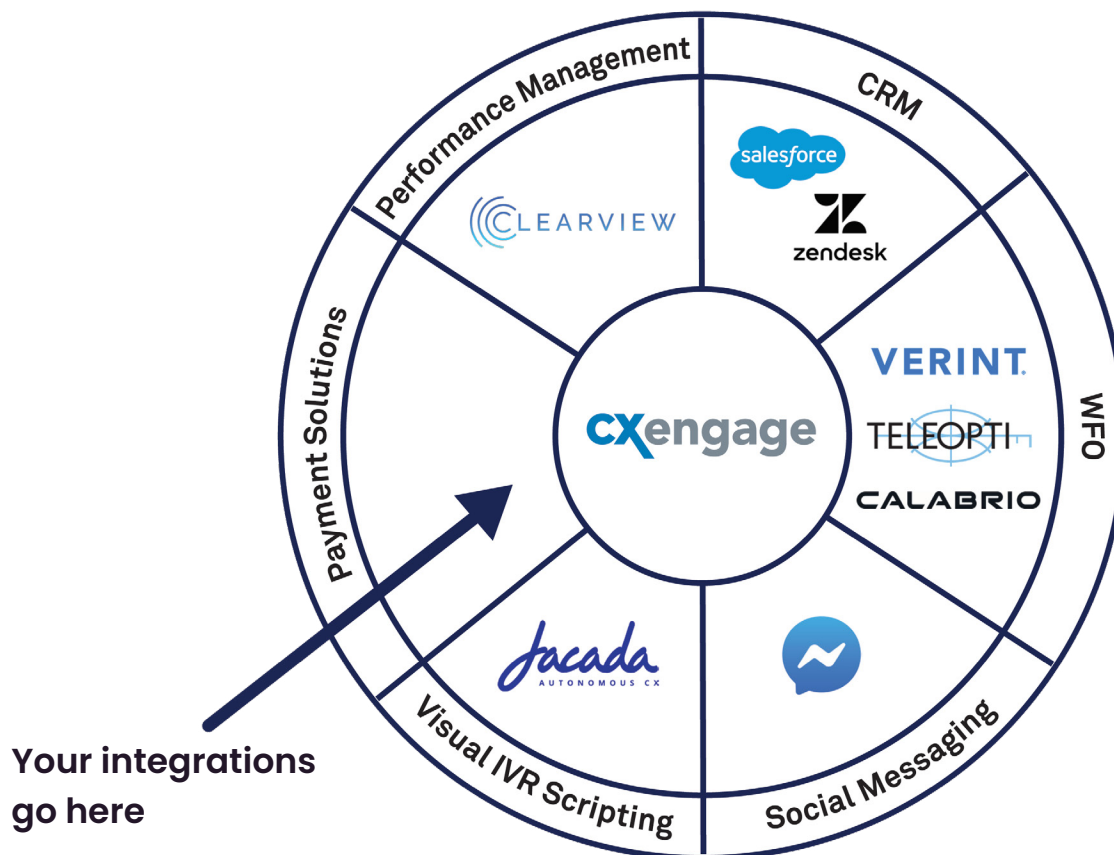 Performance Management
CRM
salesforce
zendesk
CLEARVIEW
Payment Solutions
VERINT.
TELEOPTI
CALABRIO
WFO
cxengage
Jacada
AUTONOMOUS CX
Visual IVR Scripting
Social Messaging
Your integrations
go here